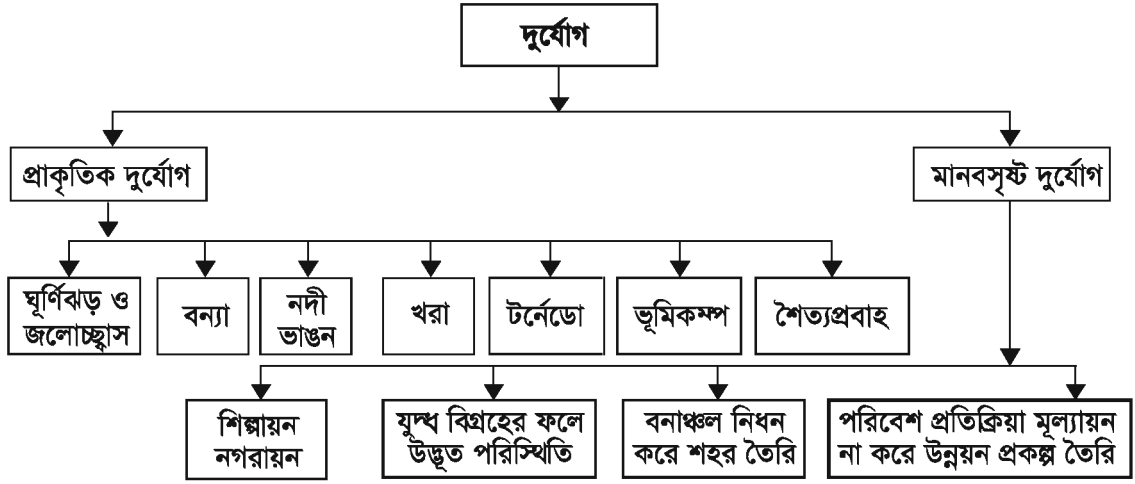 দুর্যোগ
প্রাকৃতিক দুর্যোগ
মানবসৃষ্ট দুর্যোগ
ঘূর্ণিঝড় ও
জলোচ্ছ্বাস
বন্যা
নদী
ভাঙন
খরা
টর্নেডো
ভূমিকম্প
শৈত্যপ্রবাহ
শিল্পায়ন
নগরায়ন
যুদ্ধ বিগ্রহের ফলে
উদ্ভূত পরিস্থিতি
বনাঞ্চল নিধন
করে শহর তৈরি
পরিবেশ প্রতিক্রিয়া মূল্যায়ন
না করে উন্নয়ন প্রকল্প তৈরি